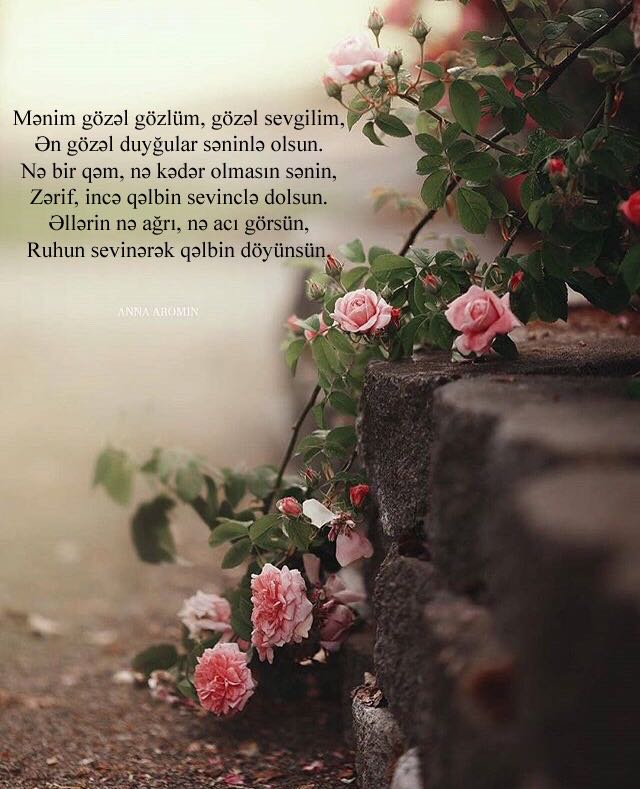 Mənim gözəl gözlüm, gözəl sevgilim,
Ən gözəl duyğular səninlə olsun.
Nə bir qəm, nə kədər olmasın sənin,
Zərif, incə qəlbin sevinclə dolsun.
Əllərin nə ağrı, nə acı görsün,
Ruhun sevinərək qəlbin döyünsün.
ANNA AROMIN